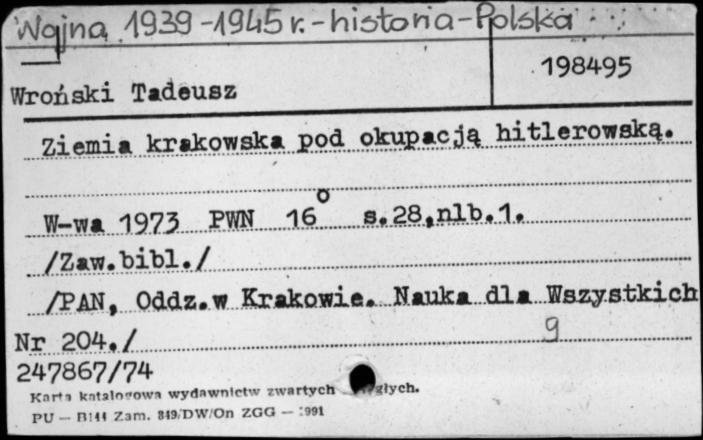 Wojna 1939-1945 r.-historia-Polska
198495
Wroński Tadeusz
Ziemia krakowska pod okupacją hitlerowską.
W-wa 1973 PWN 16° s.28,nlb.1.
/Zaw.bibl./
/PAN, Oddz.w Krakowie. Nauka dla Wszystkich
Nr 204./
9
247867/74
Karta katalogowa wydawnictw zwartych
PU — Zam. 849/DW/On ZGG —